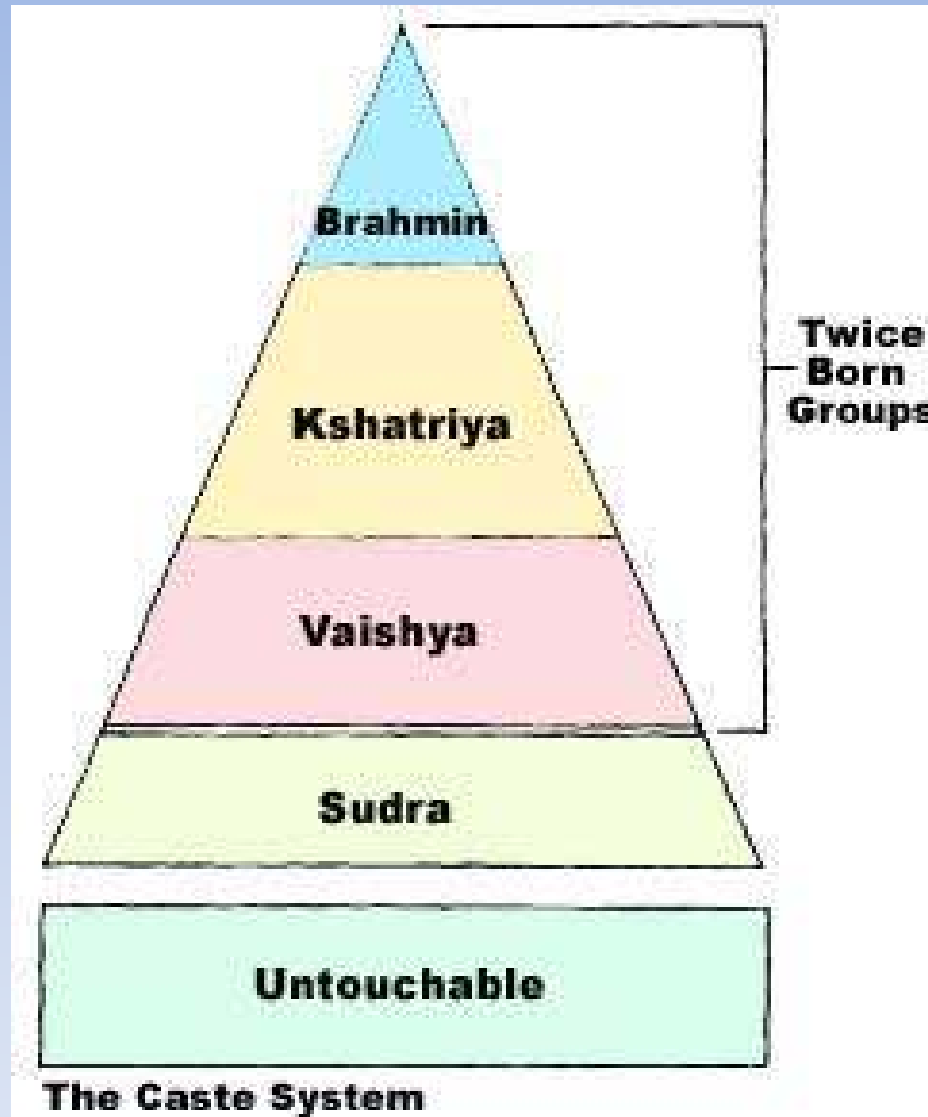 Brahmin
Kshatriya
Twice
Born
Groups
Vaishya
Sudra
Untouchable
The Caste System